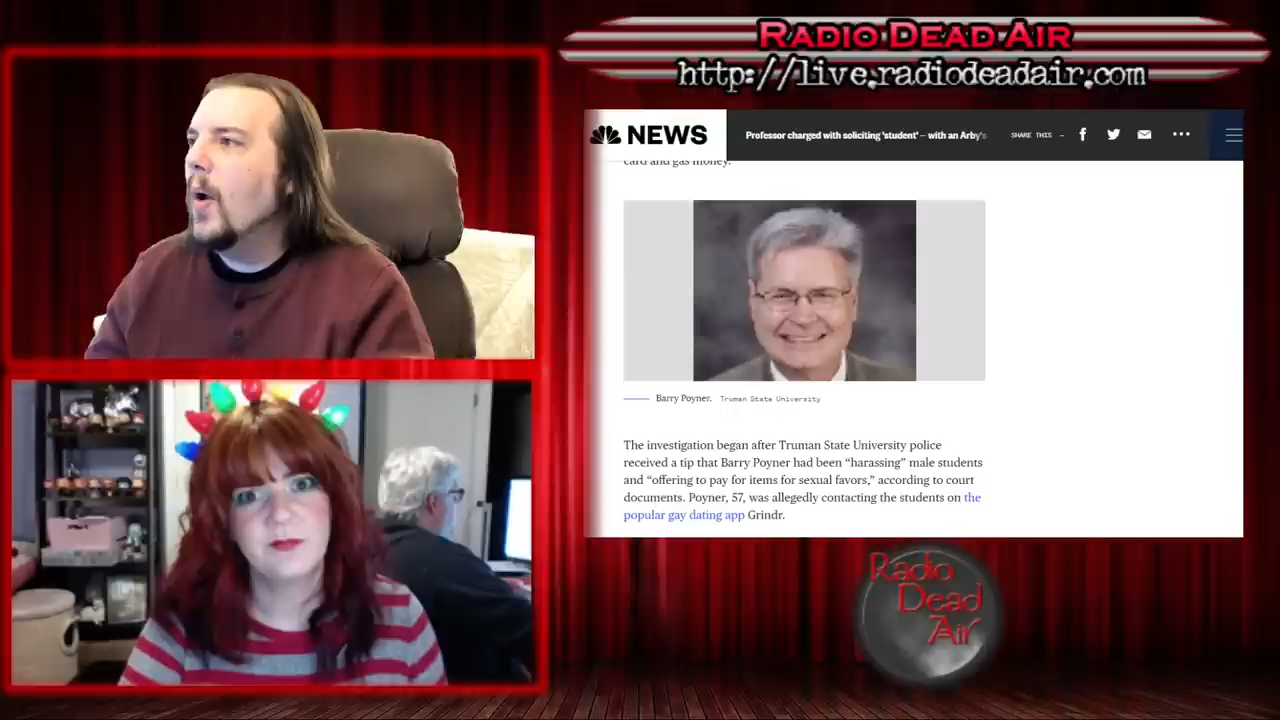 RADIO DEAD AIR
http://live.radiodeadair.com
NEWS
Professor charged with soliciting 'student' — with an Arby's
SHARE THIS —
card and gas money.
Barry Poyner. Truman State University
The investigation began after Truman State University police
received a tip that Barry Poyner had been “harassing” male students
and “offering to pay for items for sexual favors,” according to court
documents. Poyner, 57, was allegedly contacting the students on the
popular gay dating app Grindr.
Radio
Dead
Air